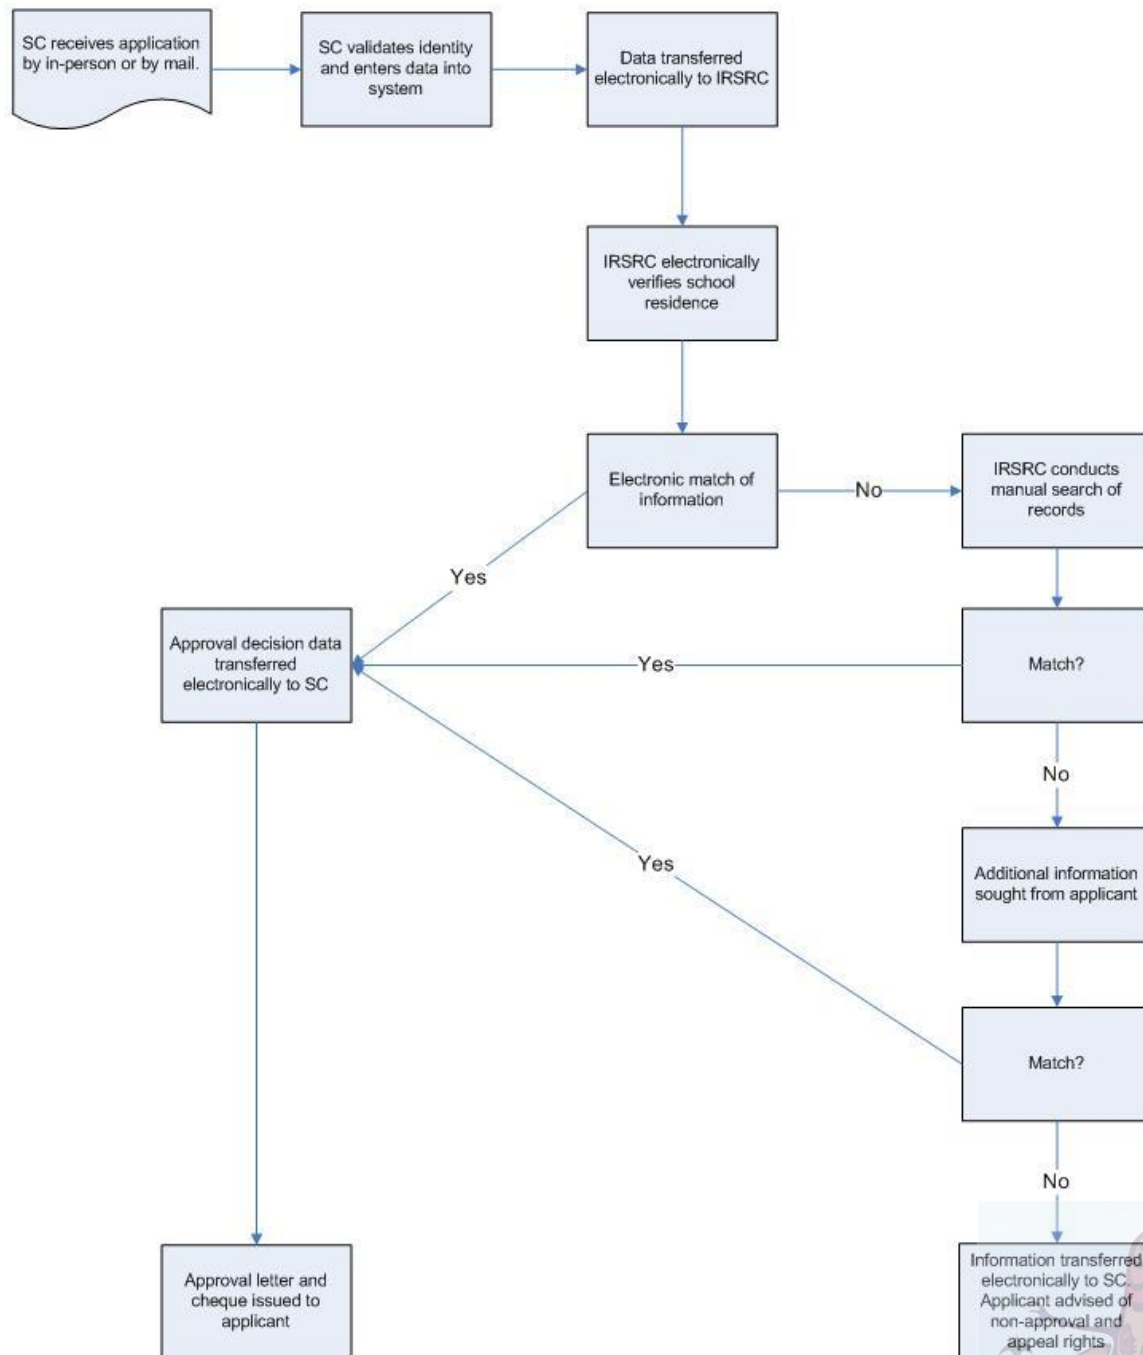 SC receives application
by in-person or by mail.
SC validates identity
and enters data into
system
Data transferred
electronically to IRSRC
IRSRC electronically
verifies school
residence
Electronic match of
information
No
IRSRC conducts
manual search of
records
Yes
Approval decision data
transferred
electronically to SC
Yes
Match?
No
Additional information
sought from applicant
Yes
Match?
No
Approval letter and
cheque issued to
applicant
Information transferred
electronically to SC.
Applicant advised of
non-approval and
appeal rights